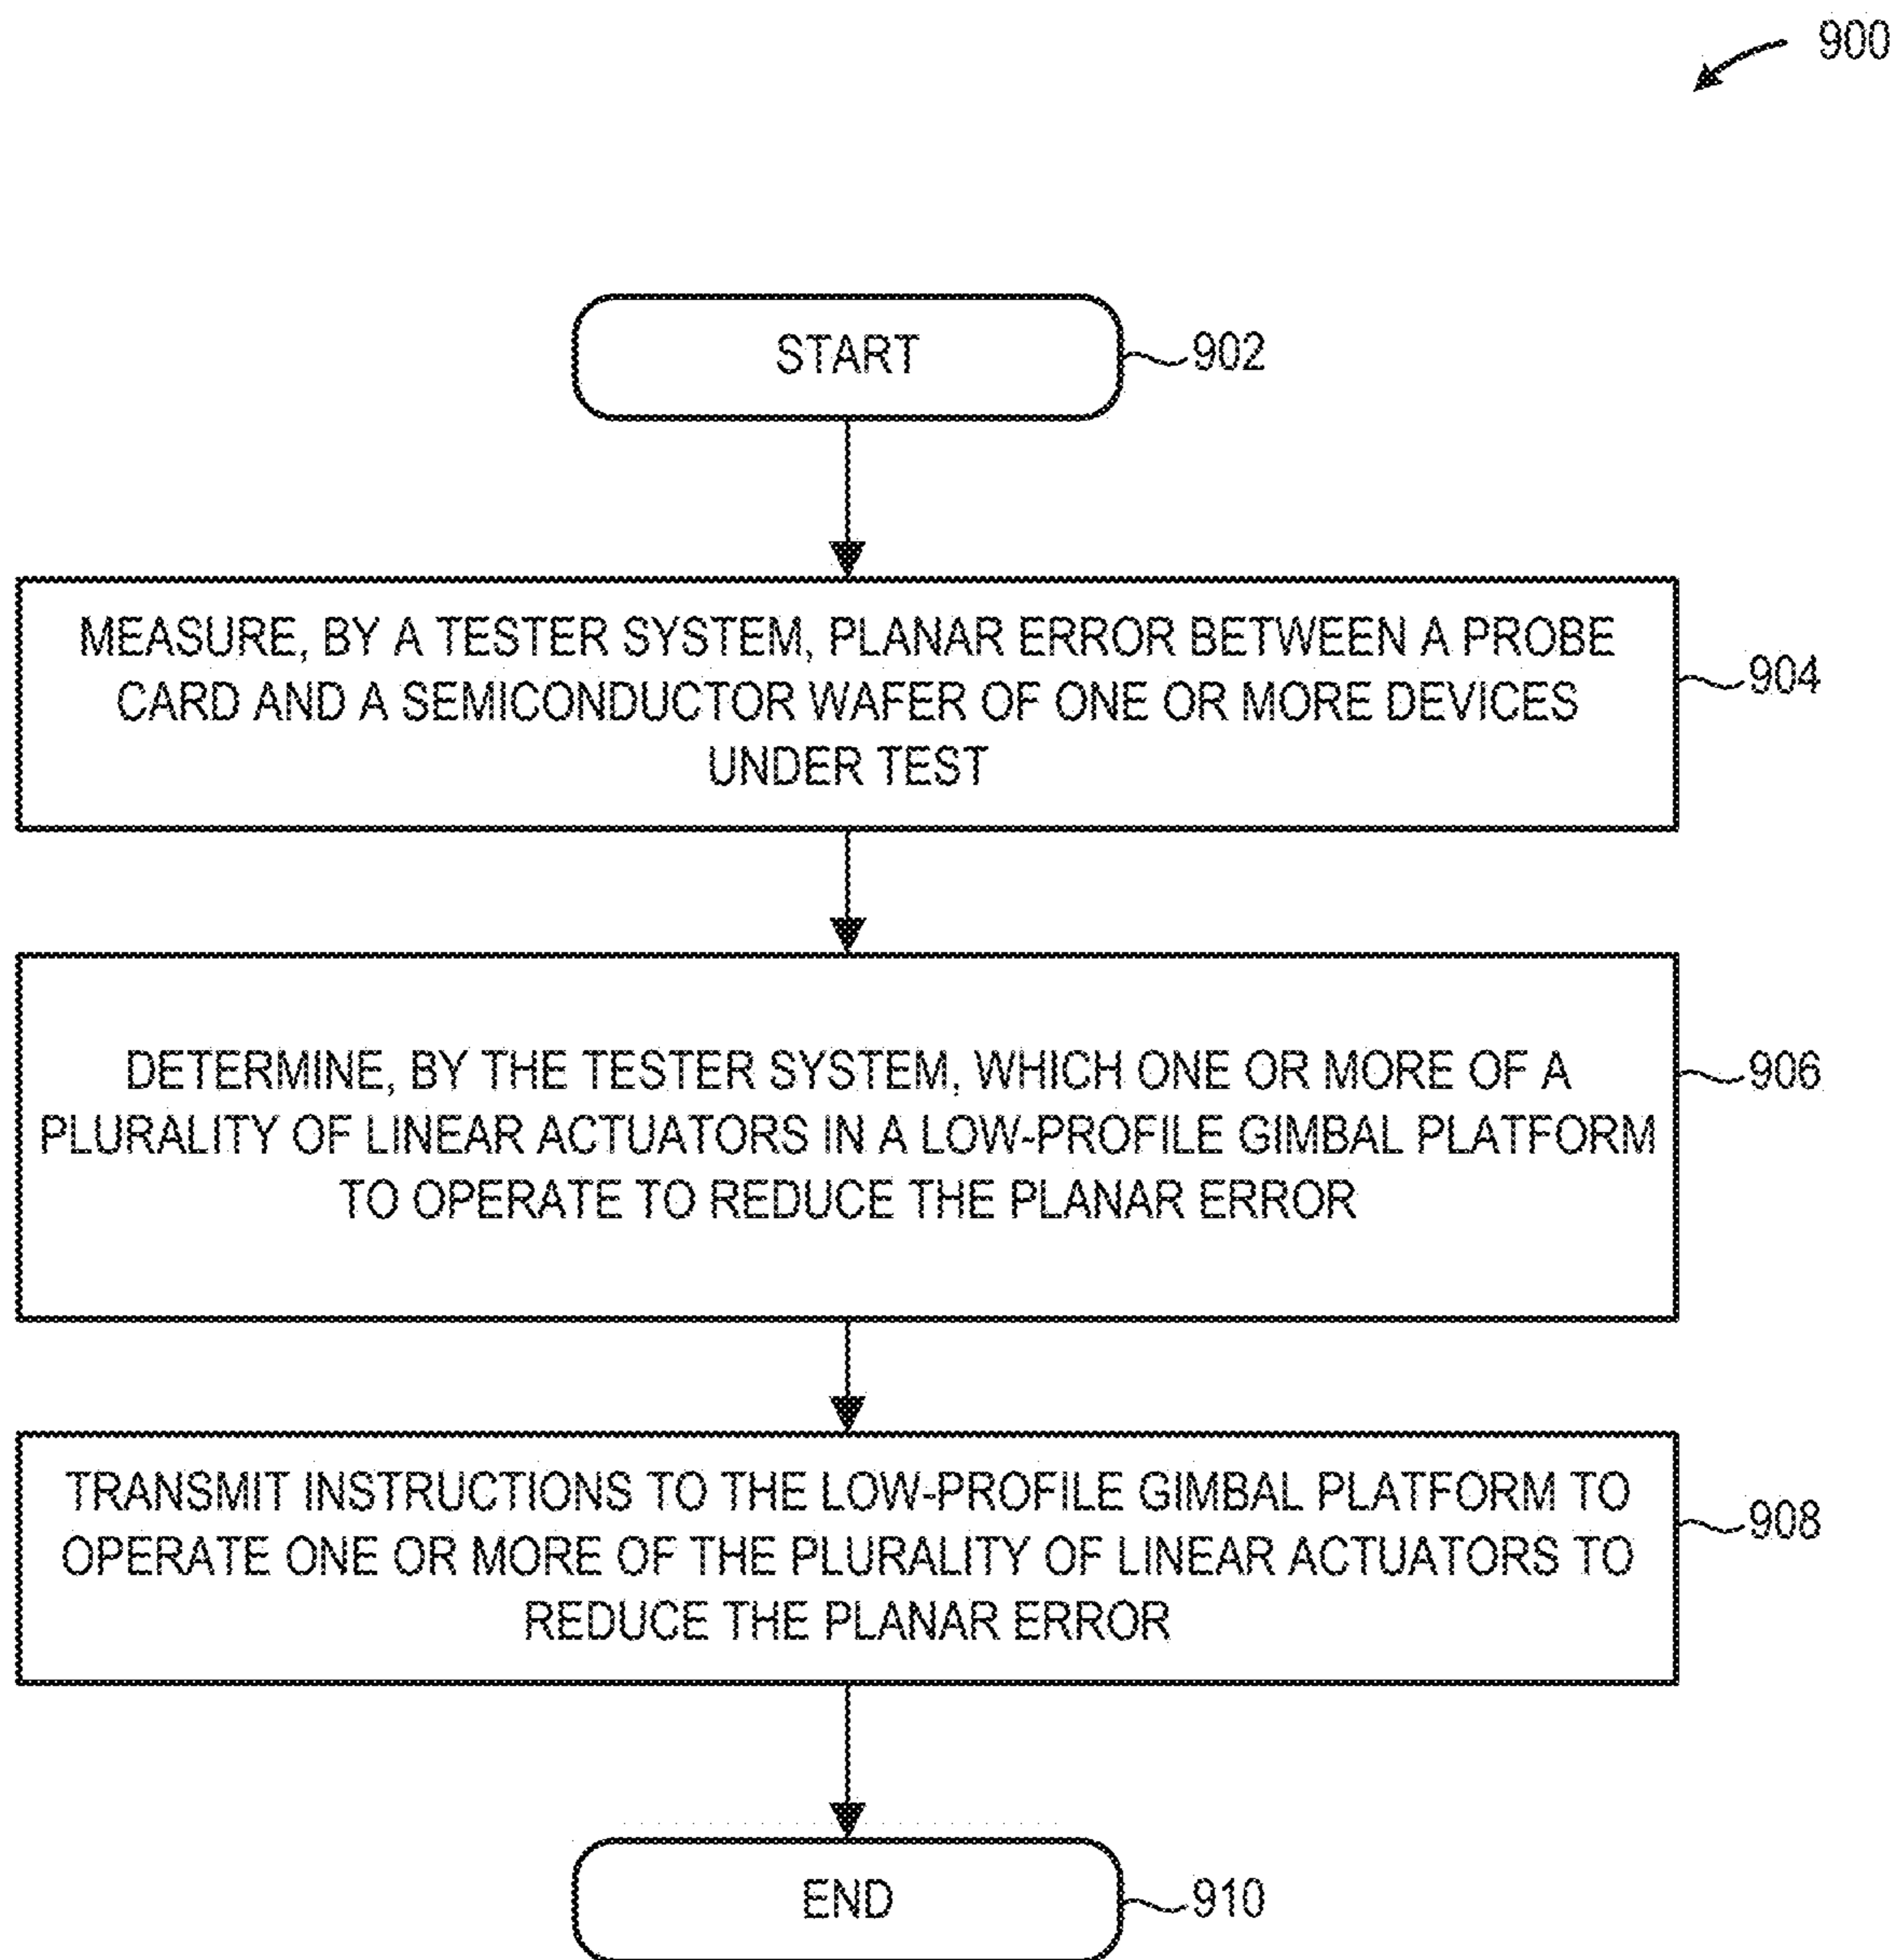 900
START
902
MEASURE, BY A TESTER SYSTEM, PLANAR ERROR BETWEEN A PROBE
CARD AND A SEMICONDUCTOR WAFER OF ONE OR MORE DEVICES
UNDER TEST
904
DETERMINE, BY THE TESTER SYSTEM, WHICH ONE OR MORE OF A
PLURALITY OF LINEAR ACTUATORS IN A LOW-PROFILE GIMBAL PLATFORM
TO OPERATE TO REDUCE THE PLANAR ERROR
906
TRANSMIT INSTRUCTIONS TO THE LOW-PROFILE GIMBAL PLATFORM TO
OPERATE ONE OR MORE OF THE PLURALITY OF LINEAR ACTUATORS TO
REDUCE THE PLANAR ERROR
908
END
910